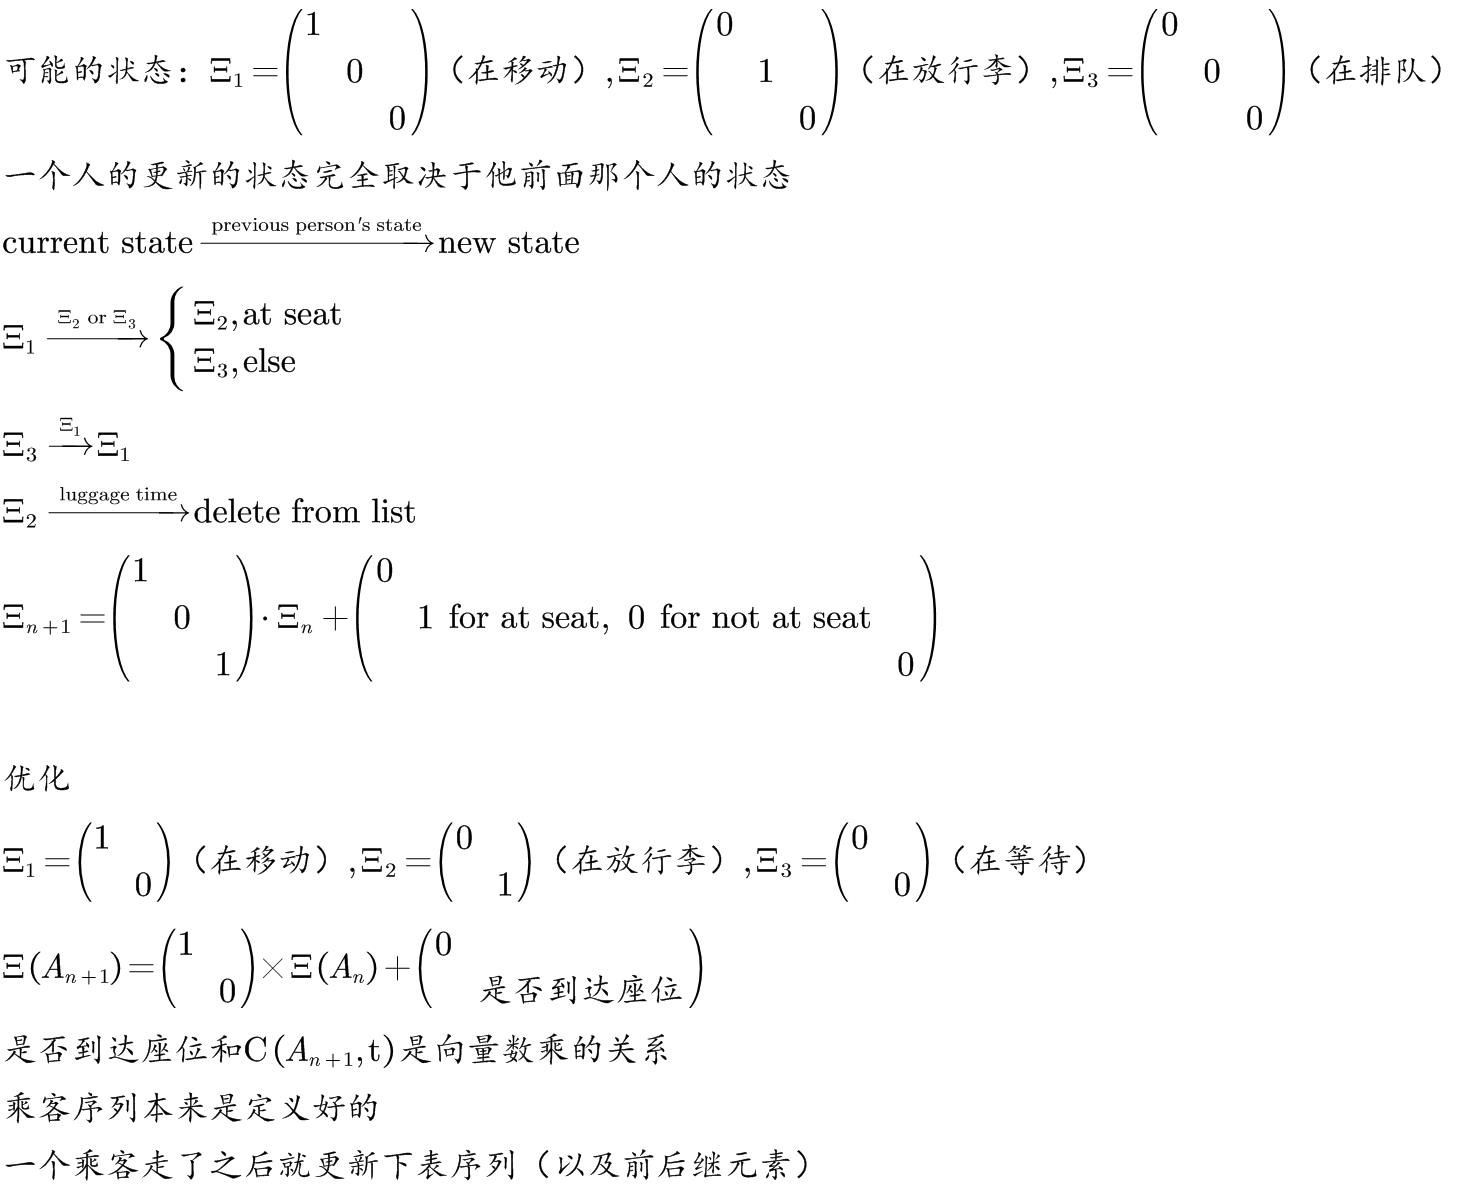 可能的状态：Ξ₁=(1 0 0)（在移动）,Ξ₂=(0 1 0)（在放行李）,Ξ₃=(0 0 0)（在排队）
一个人的更新的状态完全取决于他前面那个人的状态
current state —previous person's state→ new state
Ξ₁ —Ξ₂ or Ξ₃→ { Ξ₂,at seat
Ξ₃,else
Ξ₃ —Ξ₁→ Ξ₁
Ξ₂ —luggage time→ delete from list
Ξₙ₊₁=(1 0 1)·Ξₙ+(0 1 for at seat, 0 for not at seat 0)
优化
Ξ₁=(1 0)（在移动）,Ξ₂=(0 1)（在放行李）,Ξ₃=(0 0)（在等待）
Ξ(Aₙ₊₁)=(1 0)×Ξ(Aₙ)+(0 是否到达座位)
是否到达座位和C(Aₙ₊₁,t)是向量数乘的关系
乘客序列本来是定义好的
一个乘客走了之后就更新下表序列（以及前后继元素）